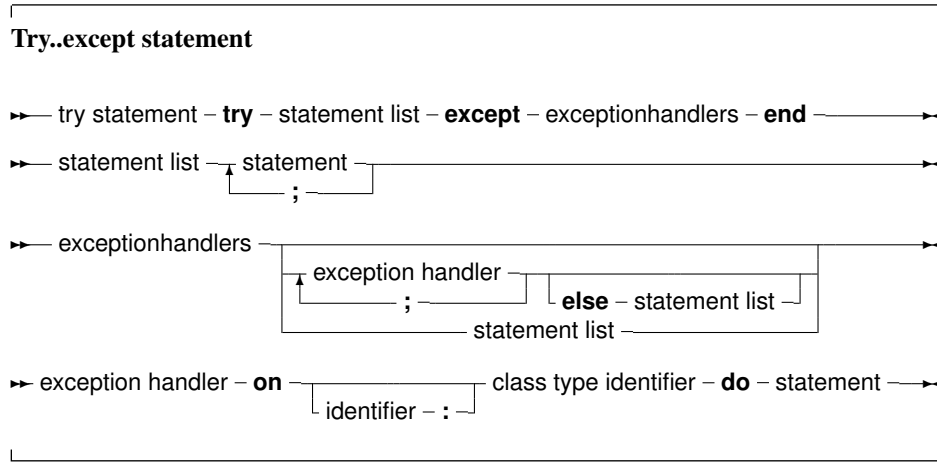 Try..except statement
try statement – try – statement list – except – exceptionhandlers – end
statement list statement
;
exceptionhandlers
exception handler
; else – statement list
statement list
exception handler – on class type identifier – do – statement
identifier – :